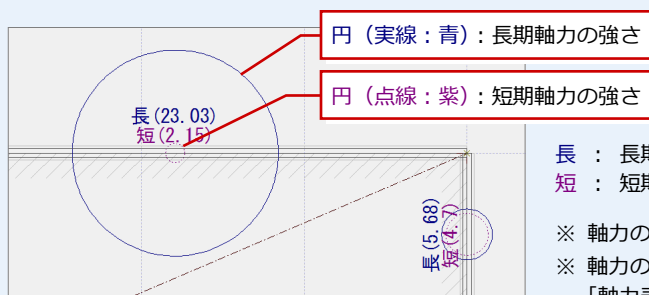 円（実線：青）：長期軸力の強さ
円（点線：紫）：短期軸力の強さ
長(23.03)
短(2.15)
長 ： 長期
短 ： 短期
長(5.68)
短(4.7)
※ 軸力の
※ 軸力の